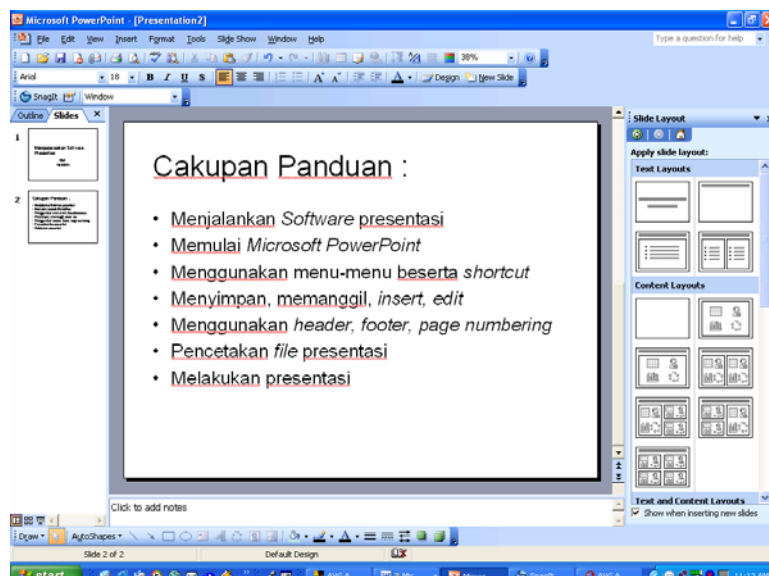 Microsoft PowerPoint - [Presentation2]
File Edit View Insert Format Tools Slide Show Window Help
Type a question for help
38%
Arial 18 B I U S Design New Slide
SnagIt Window
Outline Slides
Slide Layout
Apply slide layout:
Text Layouts
Content Layouts
Text and Content Layouts
Show when inserting new slides
1
2
Cakupan Panduan :
• Menjalankan Software presentasi
• Memulai Microsoft PowerPoint
• Menggunakan menu-menu beserta shortcut
• Menyimpan, memanggil, insert, edit
• Menggunakan header, footer, page numbering
• Pencetakan file presentasi
• Melakukan presentasi
Click to add notes
Draw AutoShapes
Slide 2 of 2 Default Design
start